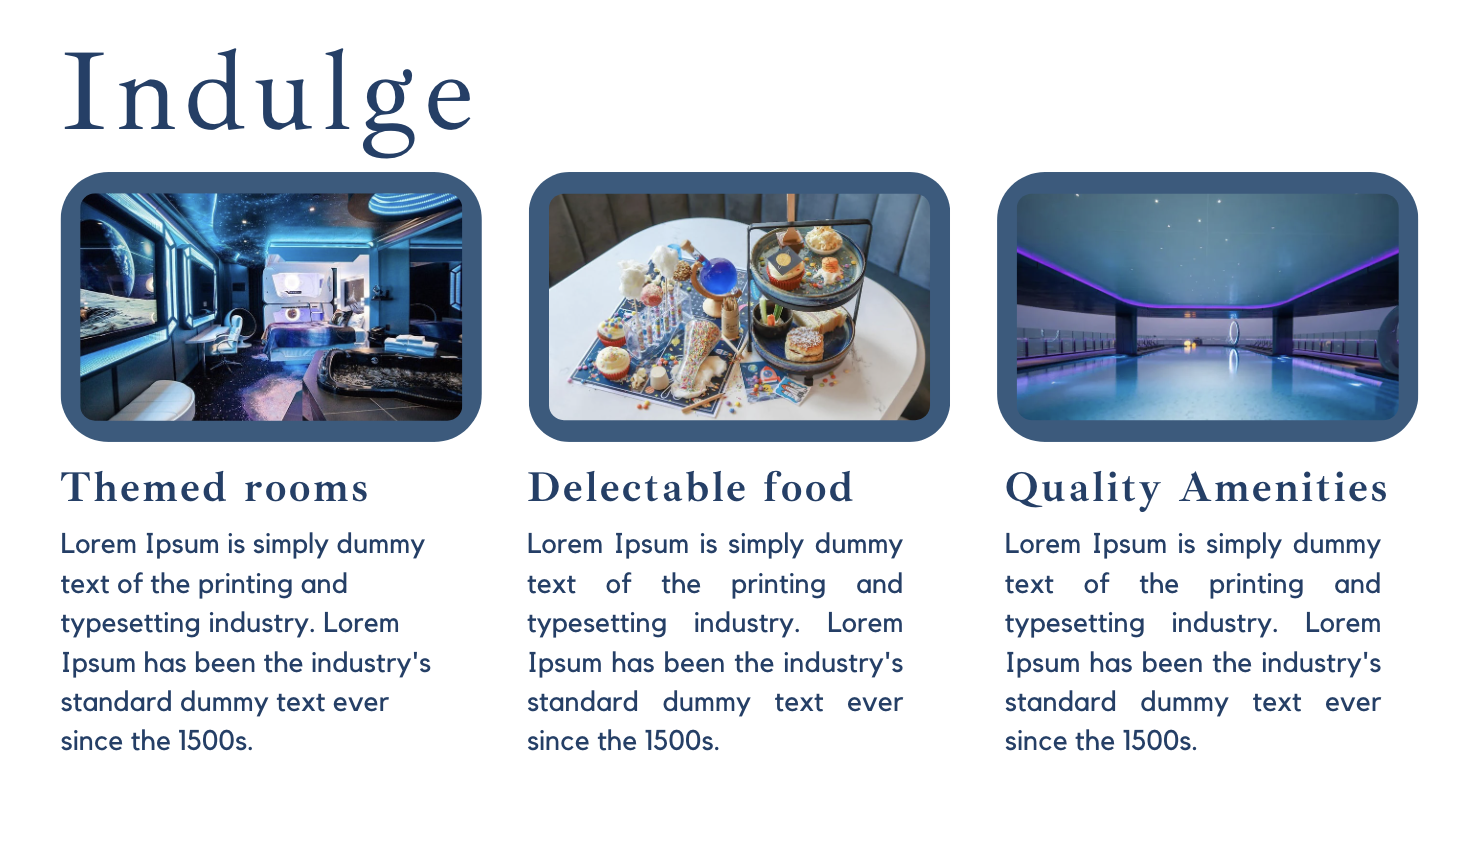 Indulge
Themed rooms
Lorem Ipsum is simply dummy
text of the printing and
typesetting industry. Lorem
Ipsum has been the industry's
standard dummy text ever
since the 1500s.
Delectable food
Lorem Ipsum is simply dummy
text of the printing and
typesetting industry. Lorem
Ipsum has been the industry's
standard dummy text ever
since the 1500s.
Quality Amenities
Lorem Ipsum is simply dummy
text of the printing and
typesetting industry. Lorem
Ipsum has been the industry's
standard dummy text ever
since the 1500s.